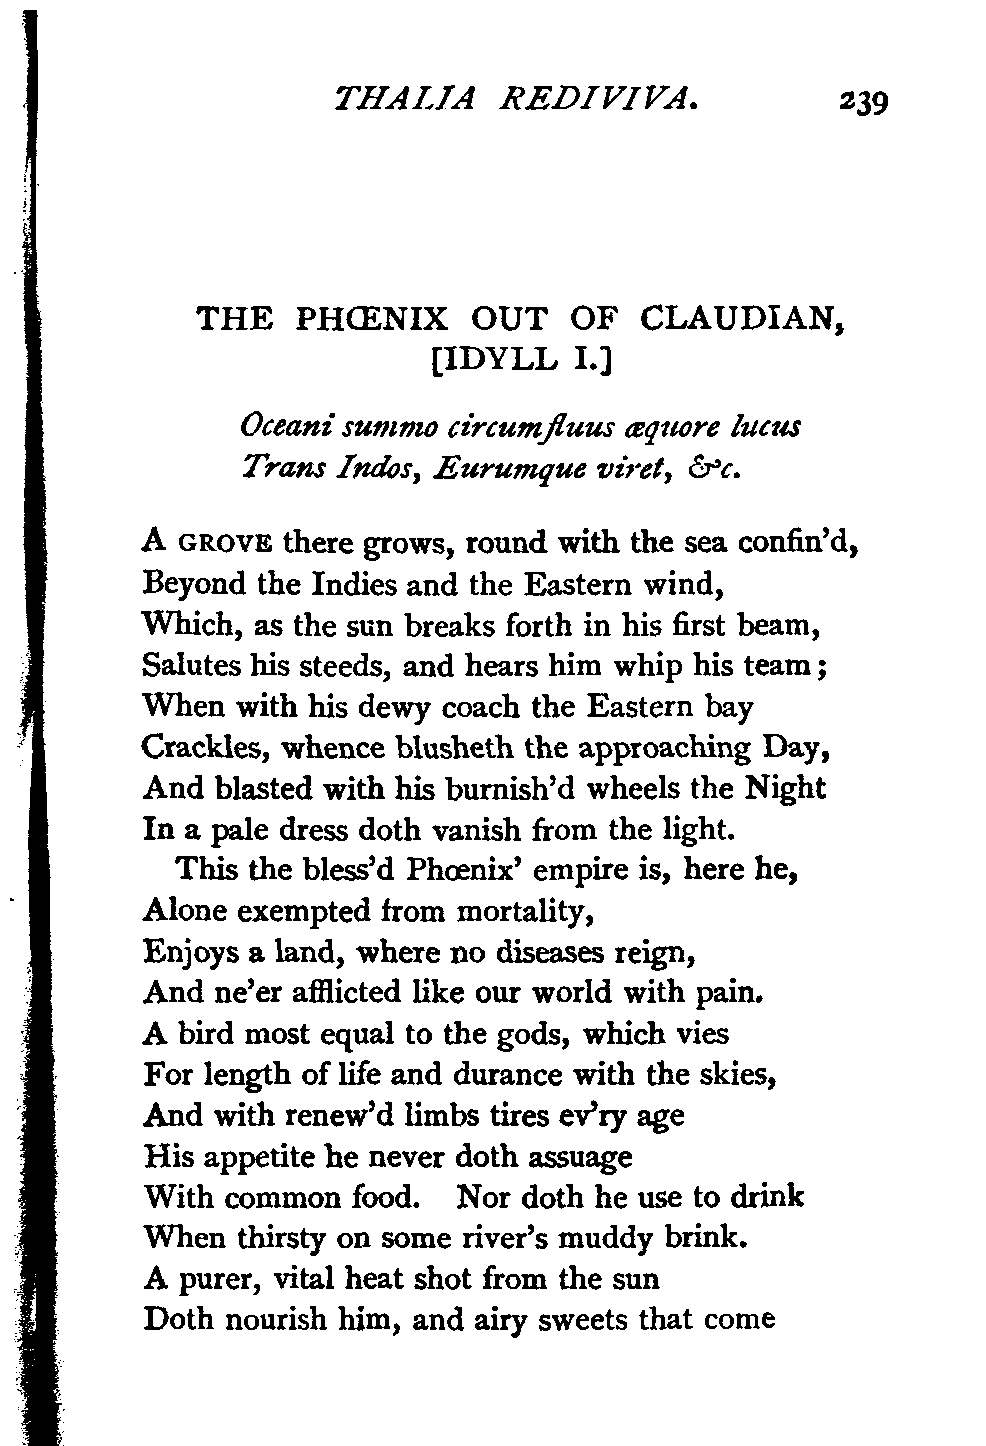 THALIA REDIVIVA. 239
THE PHŒNIX OUT OF CLAUDIAN,
[IDYLL I.]
Oceani summo circumfluus æquore lucus
Trans Indos, Eurumque viret, &c.
A GROVE there grows, round with the sea confin'd,
Beyond the Indies and the Eastern wind,
Which, as the sun breaks forth in his first beam,
Salutes his steeds, and hears him whip his team;
When with his dewy coach the Eastern bay
Crackles, whence blusheth the approaching Day,
And blasted with his burnish'd wheels the Night
In a pale dress doth vanish from the light.
This the bless'd Phœnix' empire is, here he,
Alone exempted from mortality,
Enjoys a land, where no diseases reign,
And ne'er afflicted like our world with pain.
A bird most equal to the gods, which vies
For length of life and durance with the skies,
And with renew'd limbs tires ev'ry age
His appetite he never doth assuage
With common food. Nor doth he use to drink
When thirsty on some river's muddy brink.
A purer, vital heat shot from the sun
Doth nourish him, and airy sweets that come